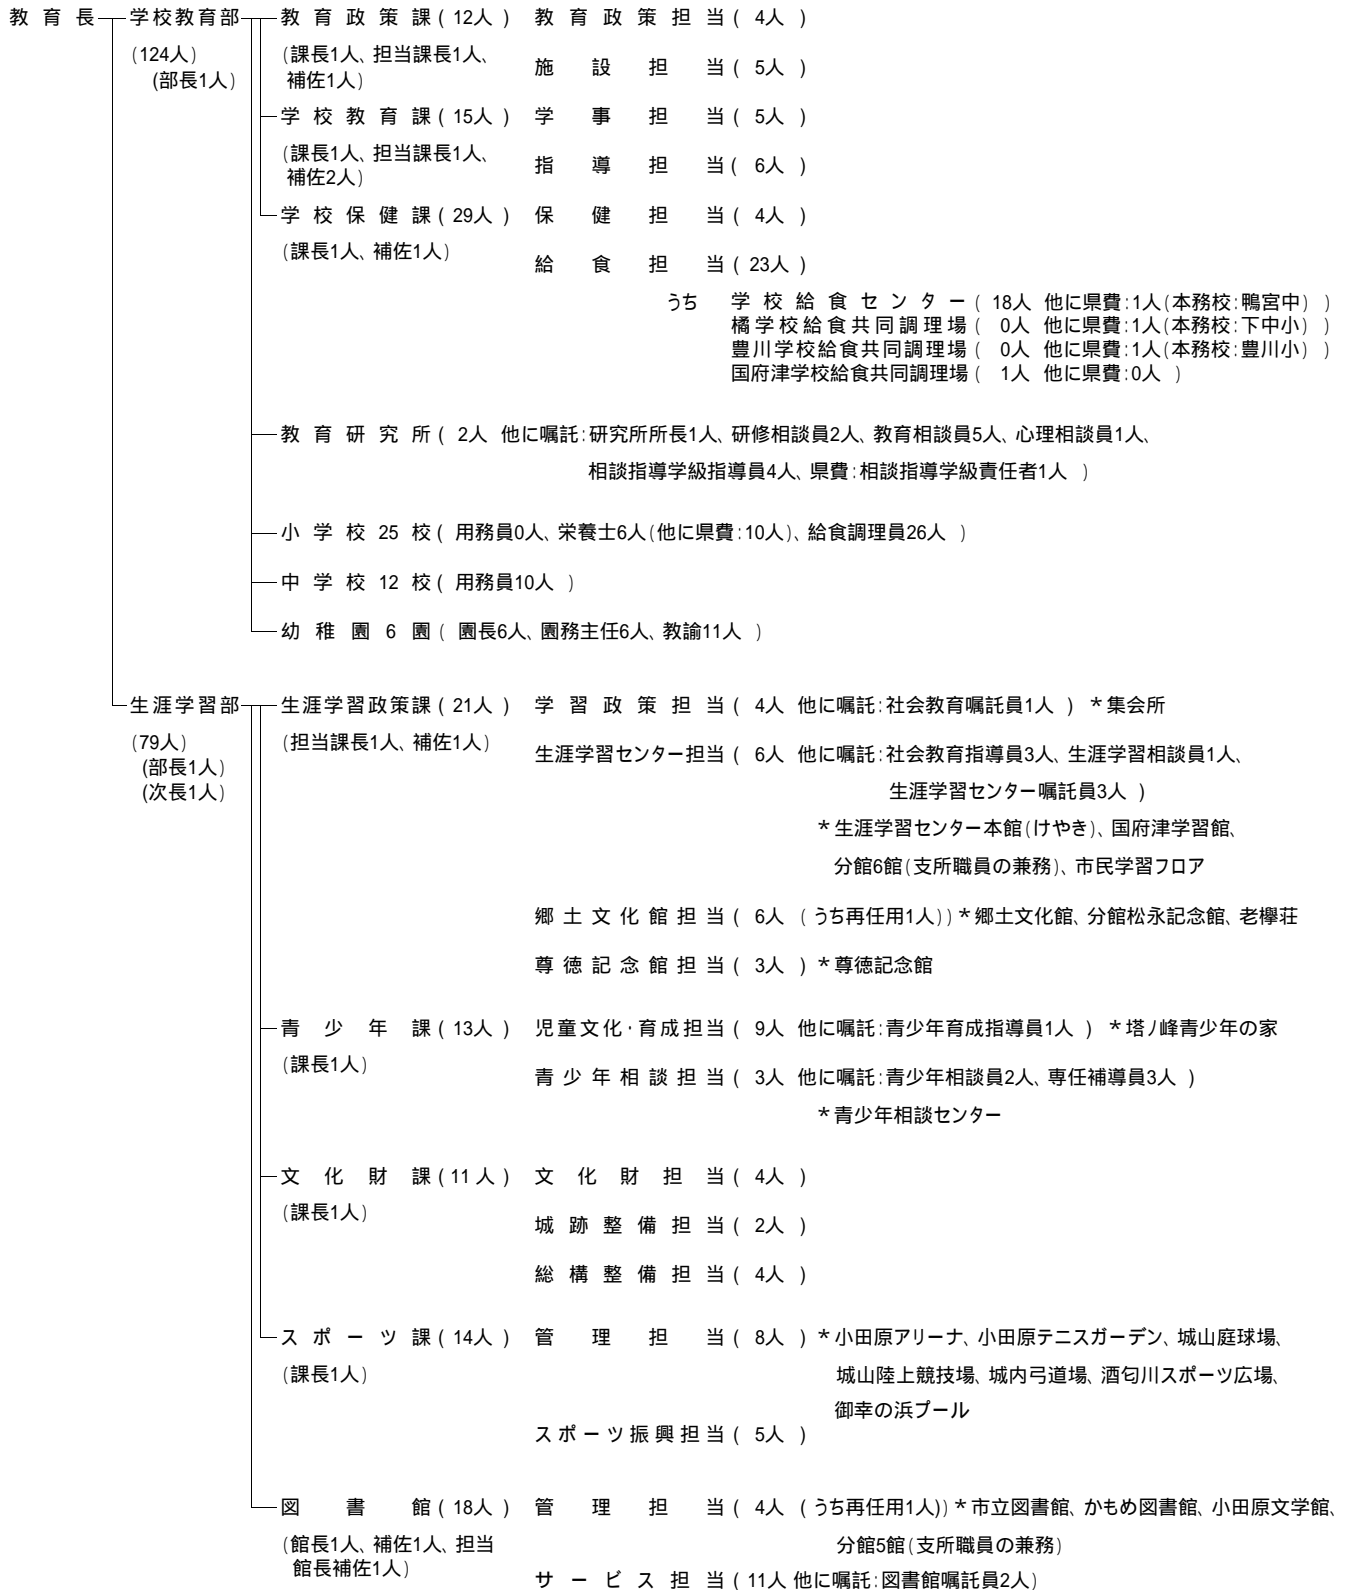 教育長 学校教育部 教育政策課(12人) 教育政策担当( 4人 )
(124人)
(部長1人)
(課長1人、担当課長1人、
補佐1人)
施設担当( 5人 )
学校教育課(15人) 学事担当( 5人 )
(課長1人、担当課長1人、
補佐2人)
指導担当( 6人 )
学校保健課(29人) 保健担当( 4人 )
(課長1人、補佐1人)
給食担当(23人 )
うち 学校給食センター( 18人 他に県費:1人(本務校:鴨宮中) )
橘学校給食共同調理場( 0人 他に県費:1人(本務校:下中小) )
豊川学校給食共同調理場( 0人 他に県費:1人(本務校:豊川小) )
国府津学校給食共同調理場( 1人 他に県費:0人 )
教育研究所( 2人 他に嘱託:研究所所長1人、研修相談員2人、教育相談員5人、心理相談員1人、
相談指導学級指導員4人、県費:相談指導学級責任者1人 )
小学校25校( 用務員0人、栄養士6人(他に県費:10人)、給食調理員26人 )
中学校12校( 用務員10人 )
幼稚園6園( 園長6人、園務主任6人、教諭11人 )
生涯学習部 生涯学習政策課(21人) 学習政策担当( 4人 他に嘱託:社会教育嘱託員1人 ) *集会所
(79人)
(部長1人)
(次長1人)
(担当課長1人、補佐1人)
生涯学習センター担当( 6人 他に嘱託:社会教育指導員3人、生涯学習相談員1人、
生涯学習センター嘱託員3人 )
*生涯学習センター本館(けやき)、国府津学習館、
分館6館(支所職員の兼務)、市民学習フロア
郷土文化館担当( 6人 (うち再任用1人))*郷土文化館、分館松永記念館、老欅荘
尊徳記念館担当( 3人 )*尊徳記念館
青少年課(13人) 児童文化・育成担当( 9人 他に嘱託:青少年育成指導員1人 ) *塔ノ峰青少年の家
(課長1人)
青少年相談担当( 3人 他に嘱託:青少年相談員2人、専任補導員3人 )
*青少年相談センター
文化財課(11人) 文化財担当( 4人 )
(課長1人)
城跡整備担当( 2人 )
総構整備担当( 4人 )
スポーツ課(14人) 管理担当( 8人 )*小田原アリーナ、小田原テニスガーデン、城山庭球場、
(課長1人)
城山陸上競技場、城内弓道場、酒匂川スポーツ広場、
御幸の浜プール
スポーツ振興担当( 5人 )
図書館(18人) 管理担当( 4人 (うち再任用1人))*市立図書館、かもめ図書館、小田原文学館、
(館長1人、補佐1人、担当
館長補佐1人)
分館5館(支所職員の兼務)
サービス担当(11人 他に嘱託:図書館嘱託員2人)